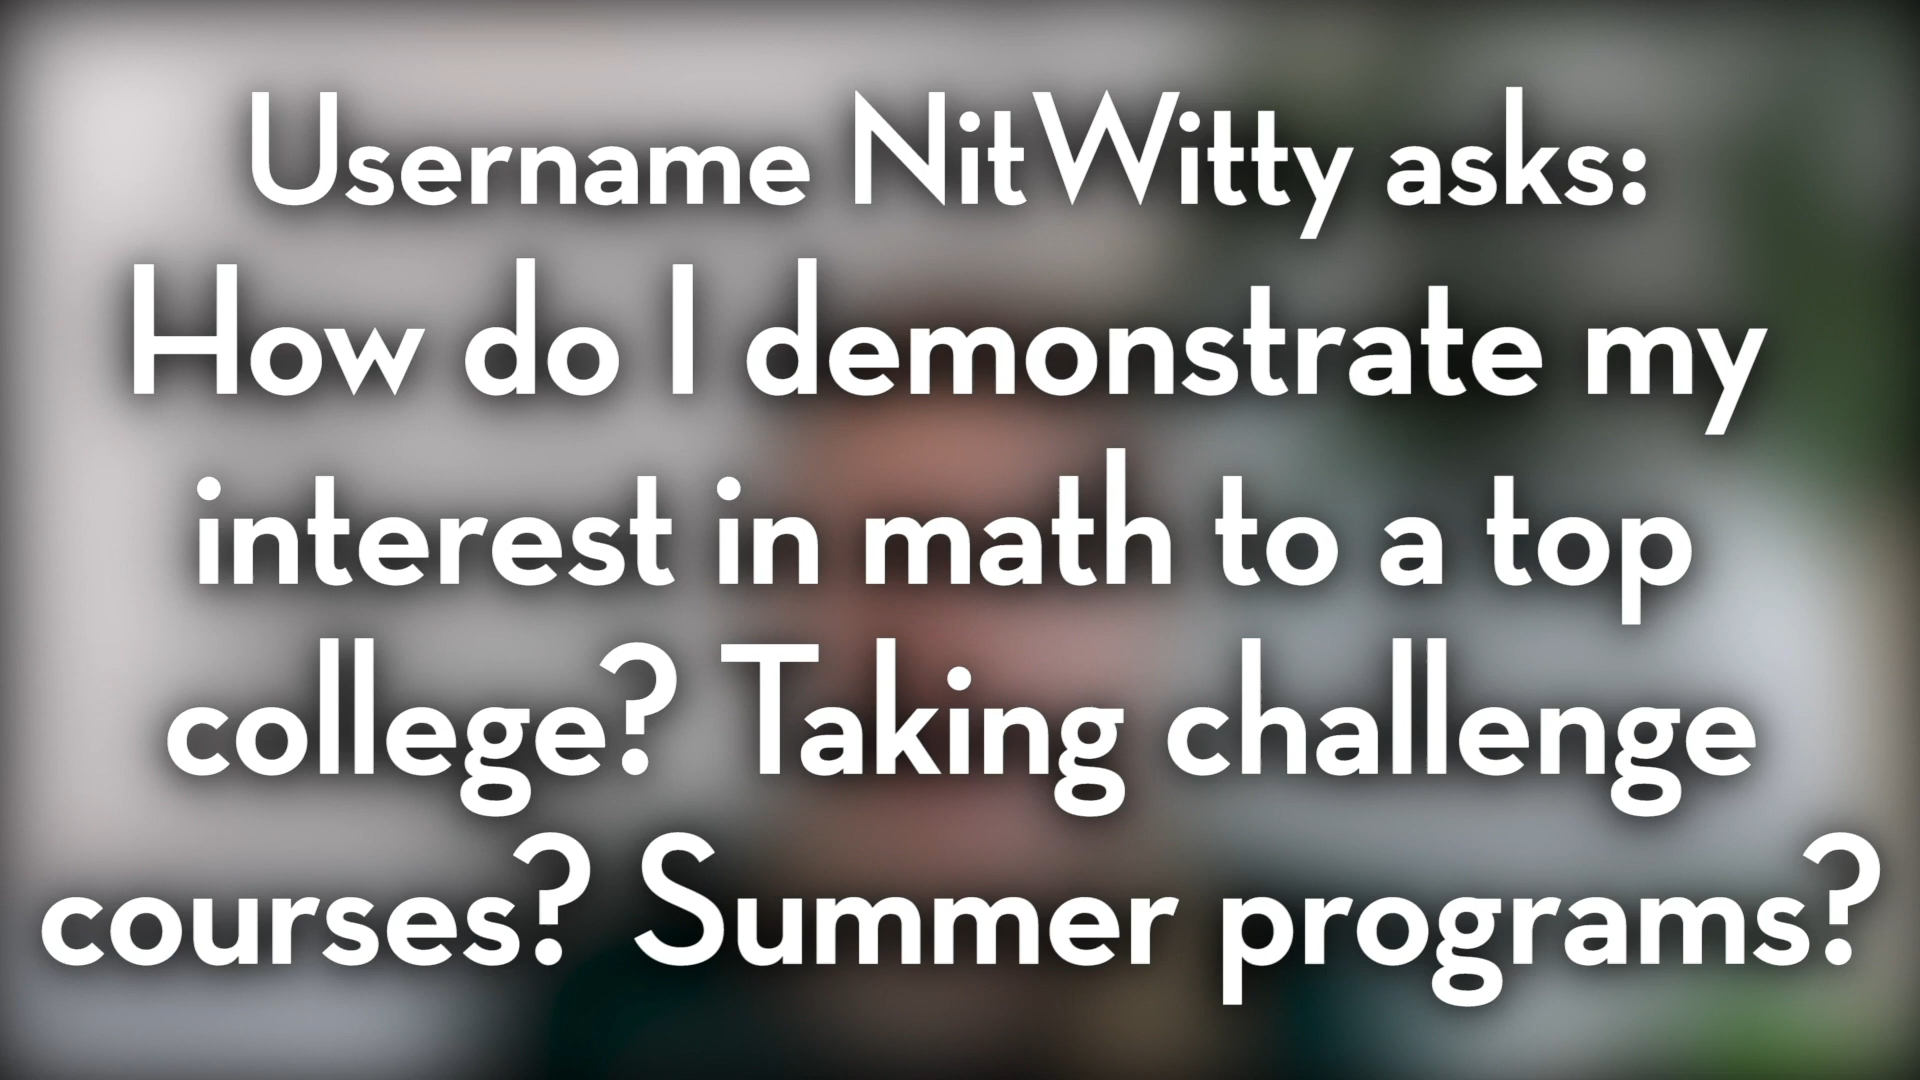 Username NitWitty asks:
How do I demonstrate my
interest in math to a top
college? Taking challenge
courses? Summer programs?